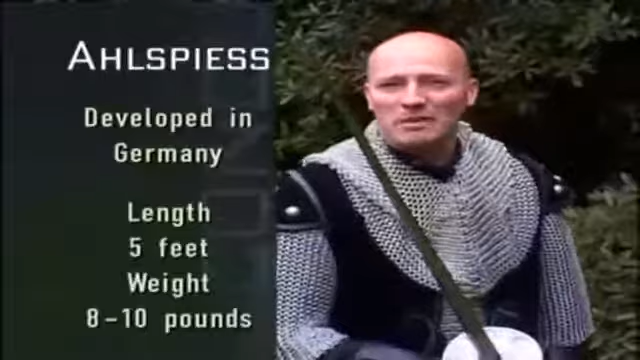 AHLSPIESS
Developed in
Germany
Length
5 feet
Weight
8-10 pounds